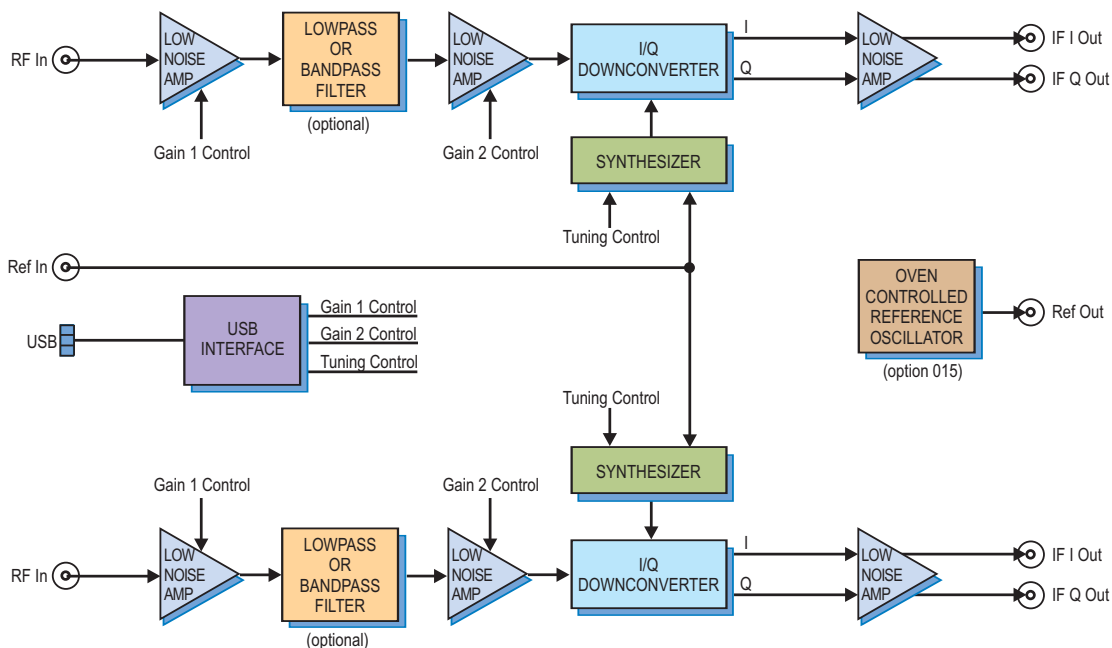 RF In
LOW
NOISE
AMP
Gain 1 Control
LOWPASS
OR
BANDPASS
FILTER
(optional)
LOW
NOISE
AMP
Gain 2 Control
I/Q
DOWNCONVERTER
I
Q
LOW
NOISE
AMP
IF I Out
IF Q Out
SYNTHESIZER
Tuning Control
Ref In
USB
USB
INTERFACE
Gain 1 Control
Gain 2 Control
Tuning Control
OVEN
CONTROLLED
REFERENCE
OSCILLATOR
(option 015)
Ref Out
Tuning Control
SYNTHESIZER
Gain 1 Control
Gain 2 Control
RF In
LOW
NOISE
AMP
LOWPASS
OR
BANDPASS
FILTER
(optional)
LOW
NOISE
AMP
I/Q
DOWNCONVERTER
I
Q
LOW
NOISE
AMP
IF I Out
IF Q Out